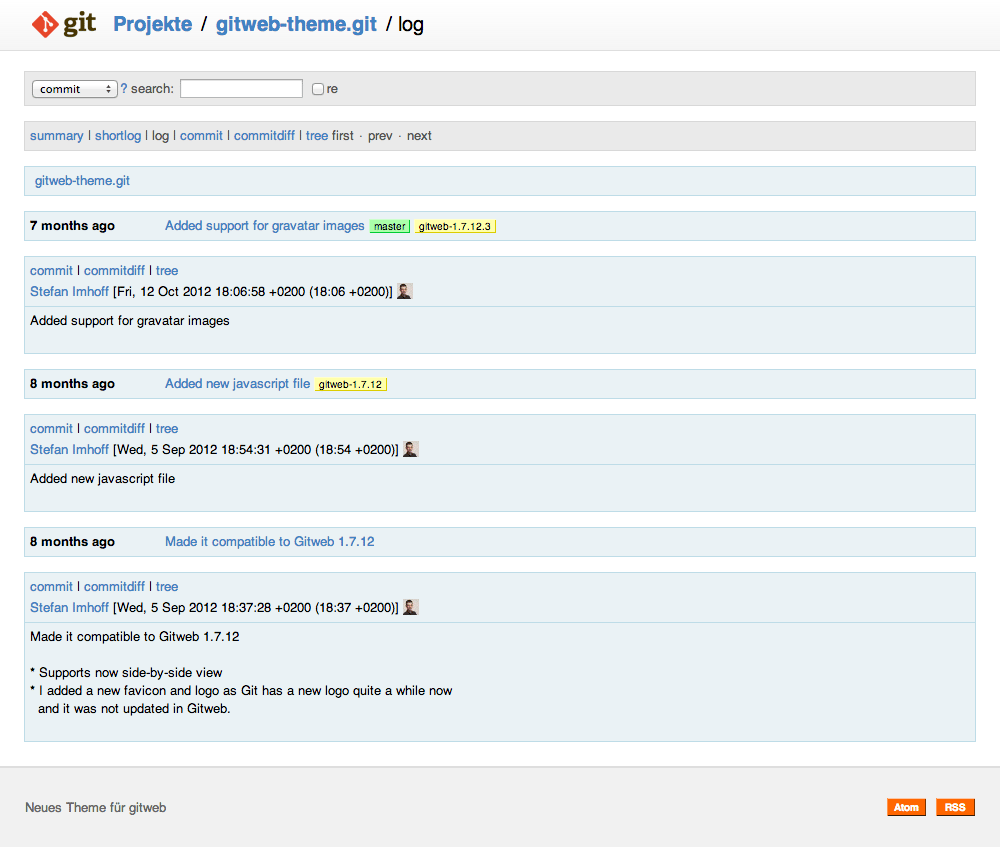 git Projekte / gitweb-theme.git / log
commit ? search: re
summary | shortlog | log | commit | commitdiff | tree first · prev · next
gitweb-theme.git
7 months ago Added support for gravatar images master gitweb-1.7.12.3
commit | commitdiff | tree
Stefan Imhoff [Fri, 12 Oct 2012 18:06:58 +0200 (18:06 +0200)]
Added support for gravatar images
8 months ago Added new javascript file gitweb-1.7.12
commit | commitdiff | tree
Stefan Imhoff [Wed, 5 Sep 2012 18:54:31 +0200 (18:54 +0200)]
Added new javascript file
8 months ago Made it compatible to Gitweb 1.7.12
commit | commitdiff | tree
Stefan Imhoff [Wed, 5 Sep 2012 18:37:28 +0200 (18:37 +0200)]
Made it compatible to Gitweb 1.7.12
* Supports now side-by-side view
* I added a new favicon and logo as Git has a new logo quite a while now
and it was not updated in Gitweb.
Neues Theme für gitweb Atom RSS